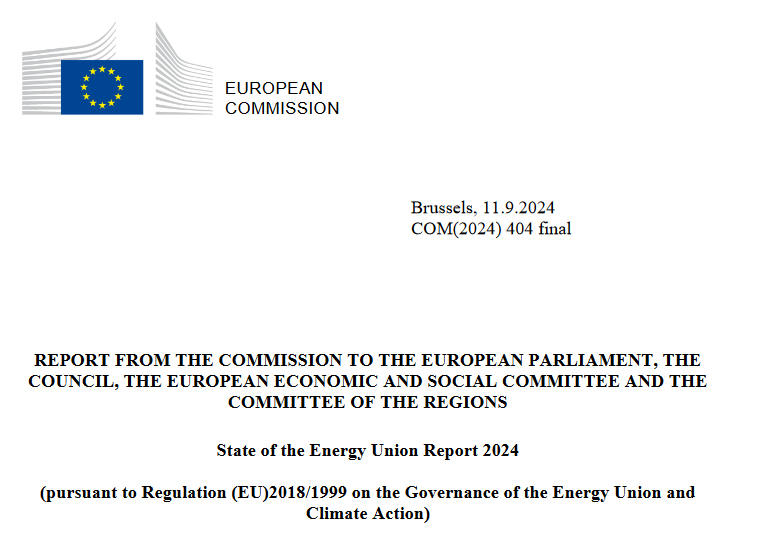 EUROPEAN
COMMISSION
Brussels, 11.9.2024
COM(2024) 404 final
REPORT FROM THE COMMISSION TO THE EUROPEAN PARLIAMENT, THE
COUNCIL, THE EUROPEAN ECONOMIC AND SOCIAL COMMITTEE AND THE
COMMITTEE OF THE REGIONS
State of the Energy Union Report 2024
(pursuant to Regulation (EU)2018/1999 on the Governance of the Energy Union and
Climate Action)